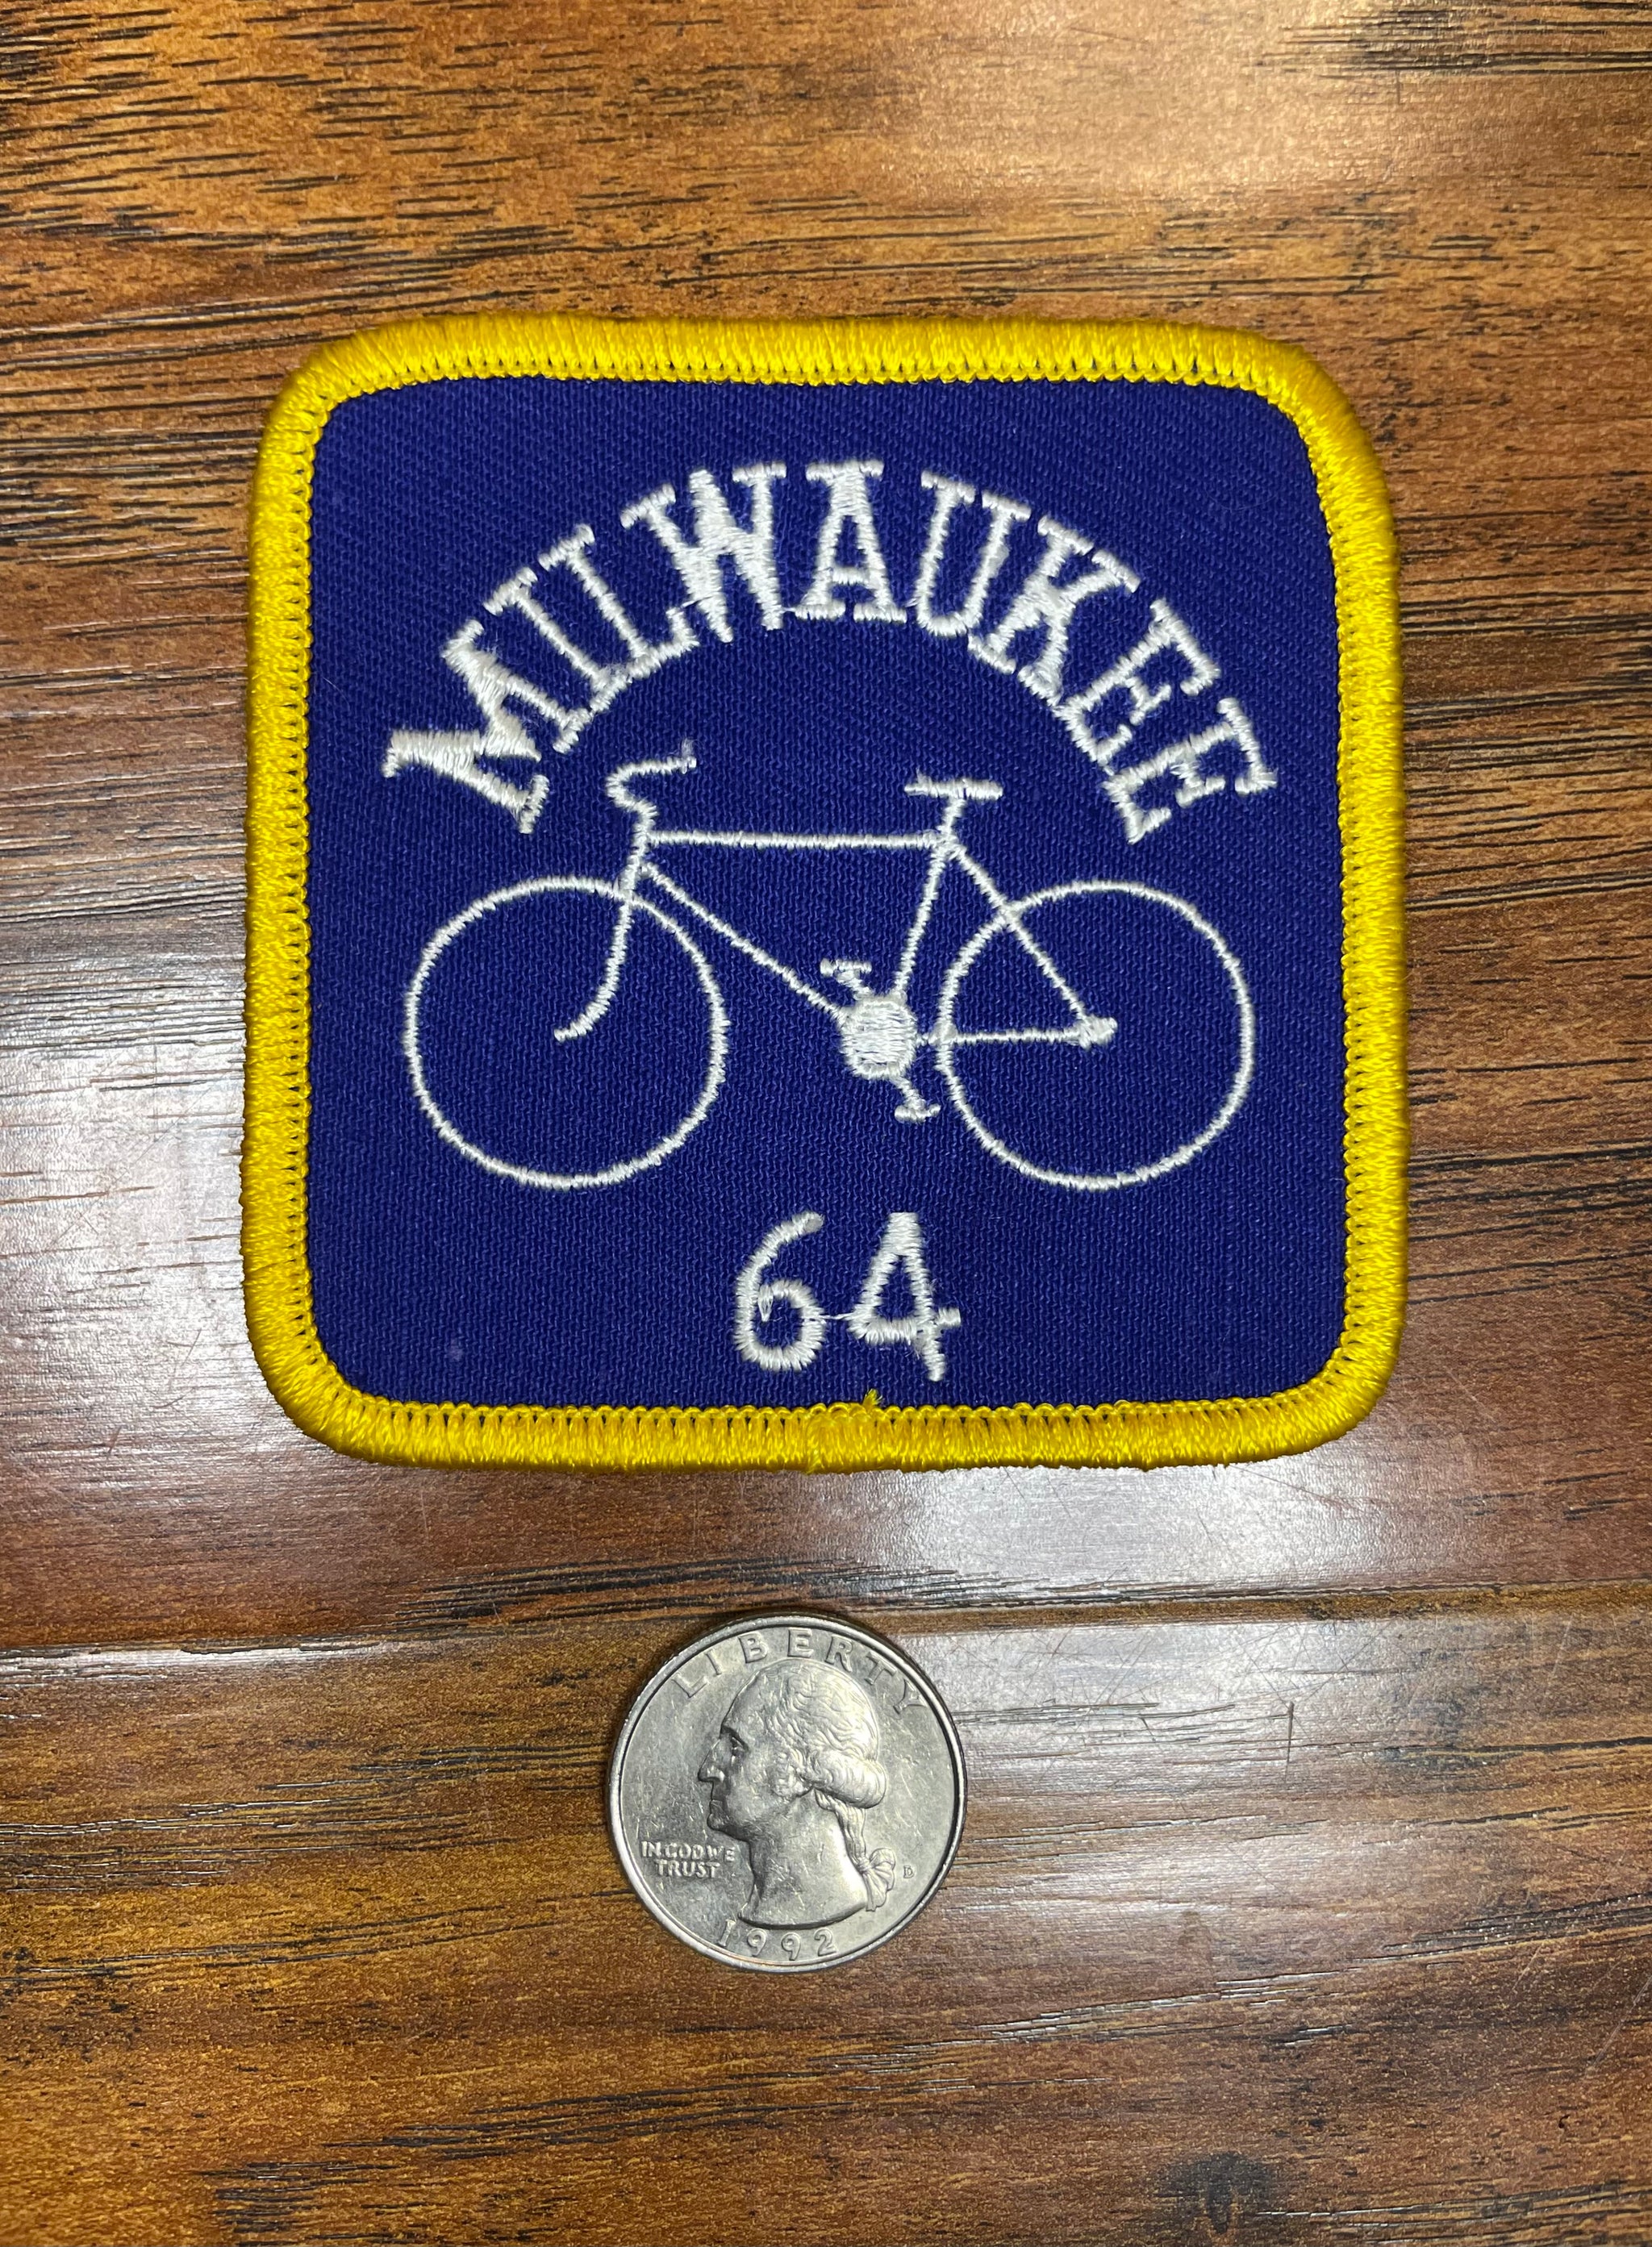 MILWAUKEE
64
LIBERTY
IN GOD WE
TRUST
D
1992